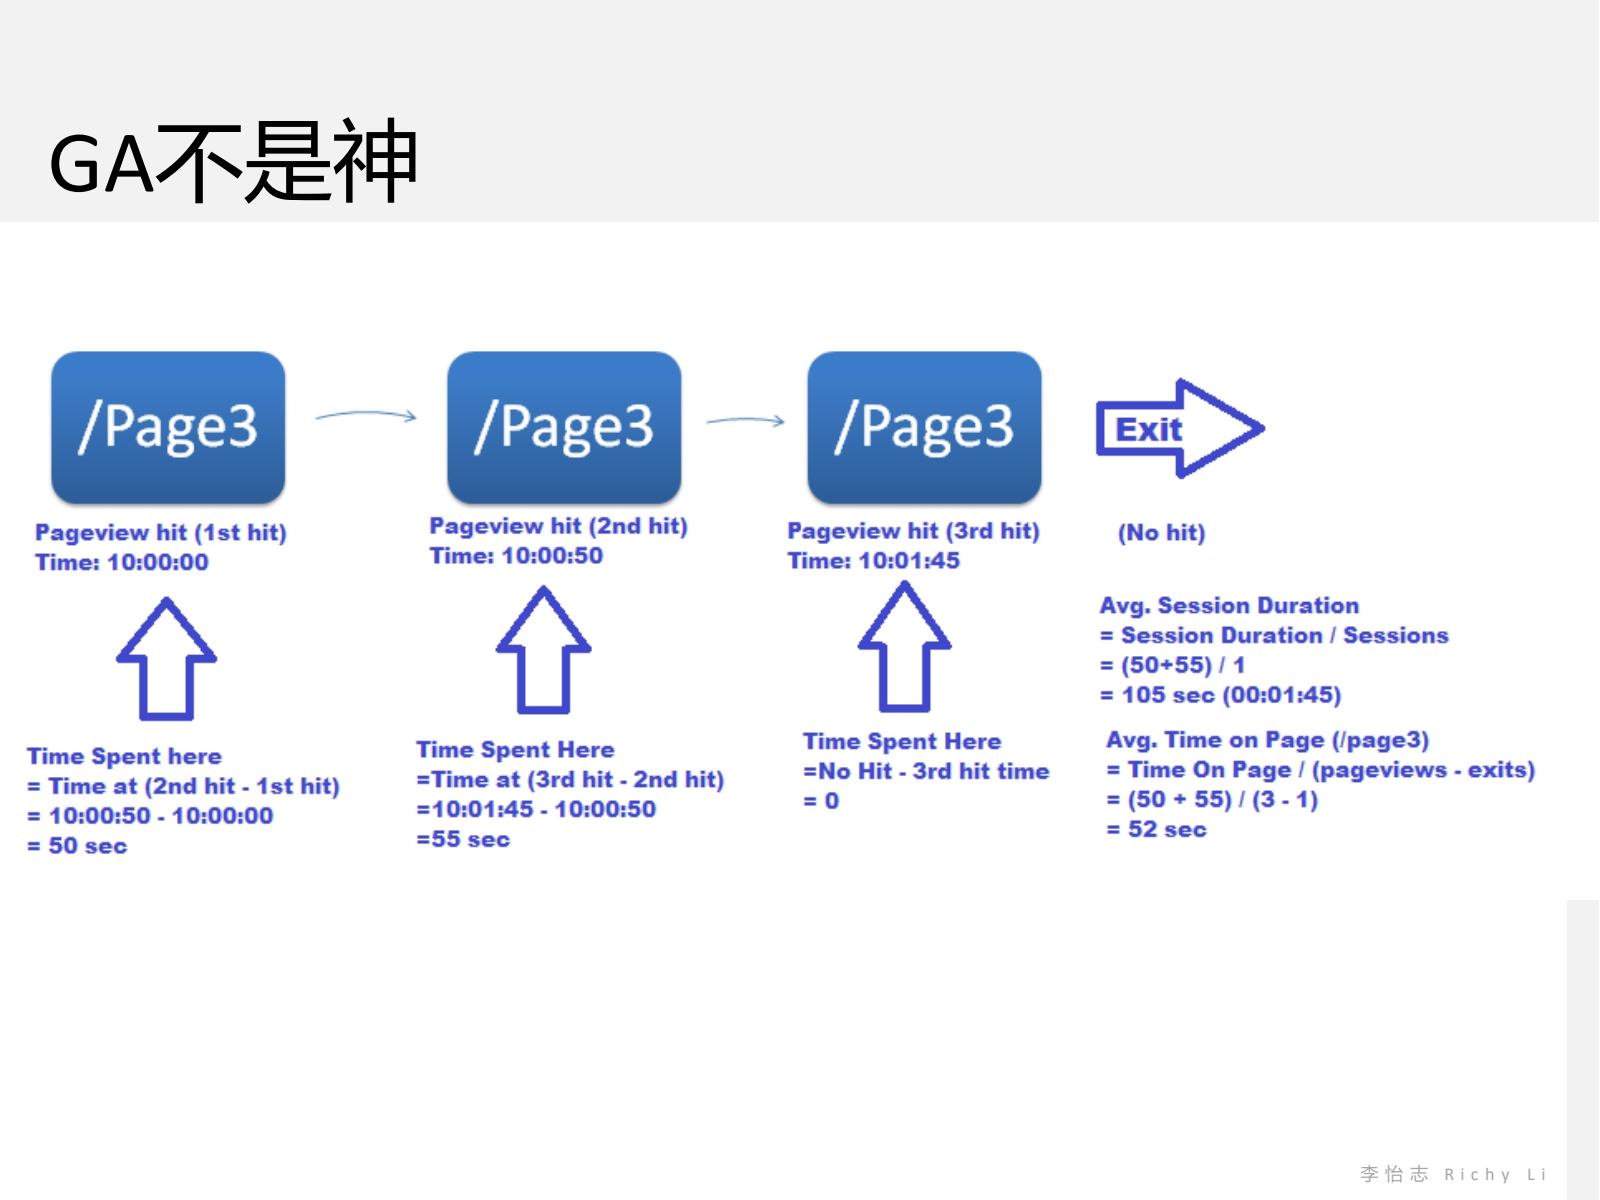 GA不是神
/Page3
Pageview hit (1st hit)
Time: 10:00:00
Time Spent here
= Time at (2nd hit - 1st hit)
= 10:00:50 - 10:00:00
= 50 sec
/Page3
Pageview hit (2nd hit)
Time: 10:00:50
Time Spent Here
=Time at (3rd hit - 2nd hit)
=10:01:45 - 10:00:50
=55 sec
/Page3
Pageview hit (3rd hit)
Time: 10:01:45
Time Spent Here
=No Hit - 3rd hit time
= 0
Exit
(No hit)
Avg. Session Duration
= Session Duration / Sessions
= (50+55) / 1
= 105 sec (00:01:45)
Avg. Time on Page (/page3)
= Time On Page / (pageviews - exits)
= (50 + 55) / (3 - 1)
= 52 sec
李怡志 Richy Li